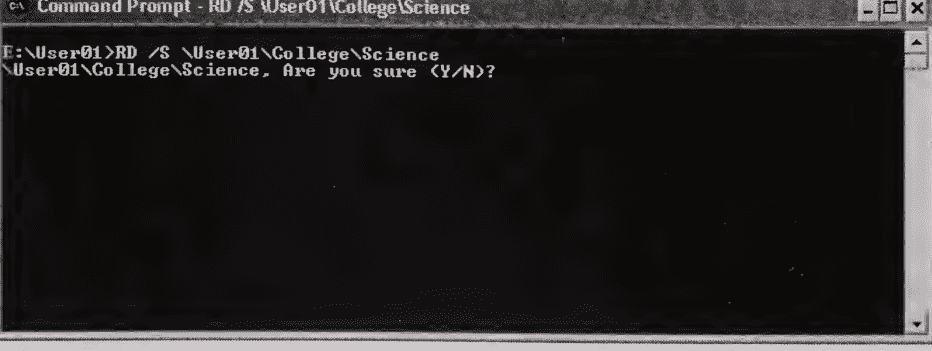 Command Prompt - RD /S \User01\College\Science
E:\User01>RD /S \User01\College\Science
\User01\College\Science, Are you sure (Y/N)?